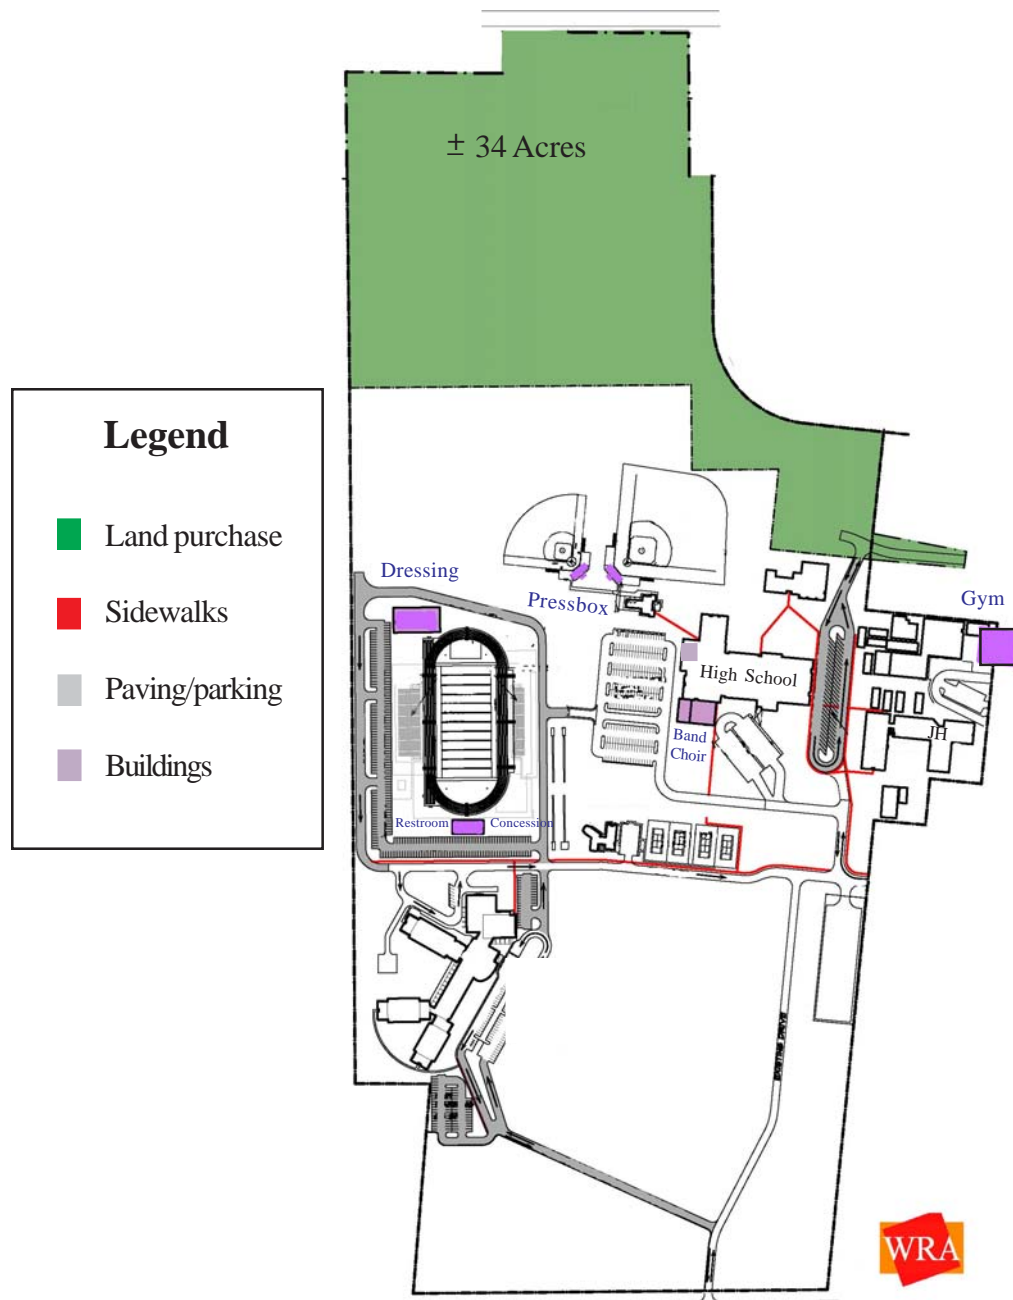 ± 34 Acres
Legend
Land purchase
Sidewalks
Paving/parking
Buildings
Dressing
Pressbox
Gym
High School
JH
Band
Choir
Restroom
Concession
WRA